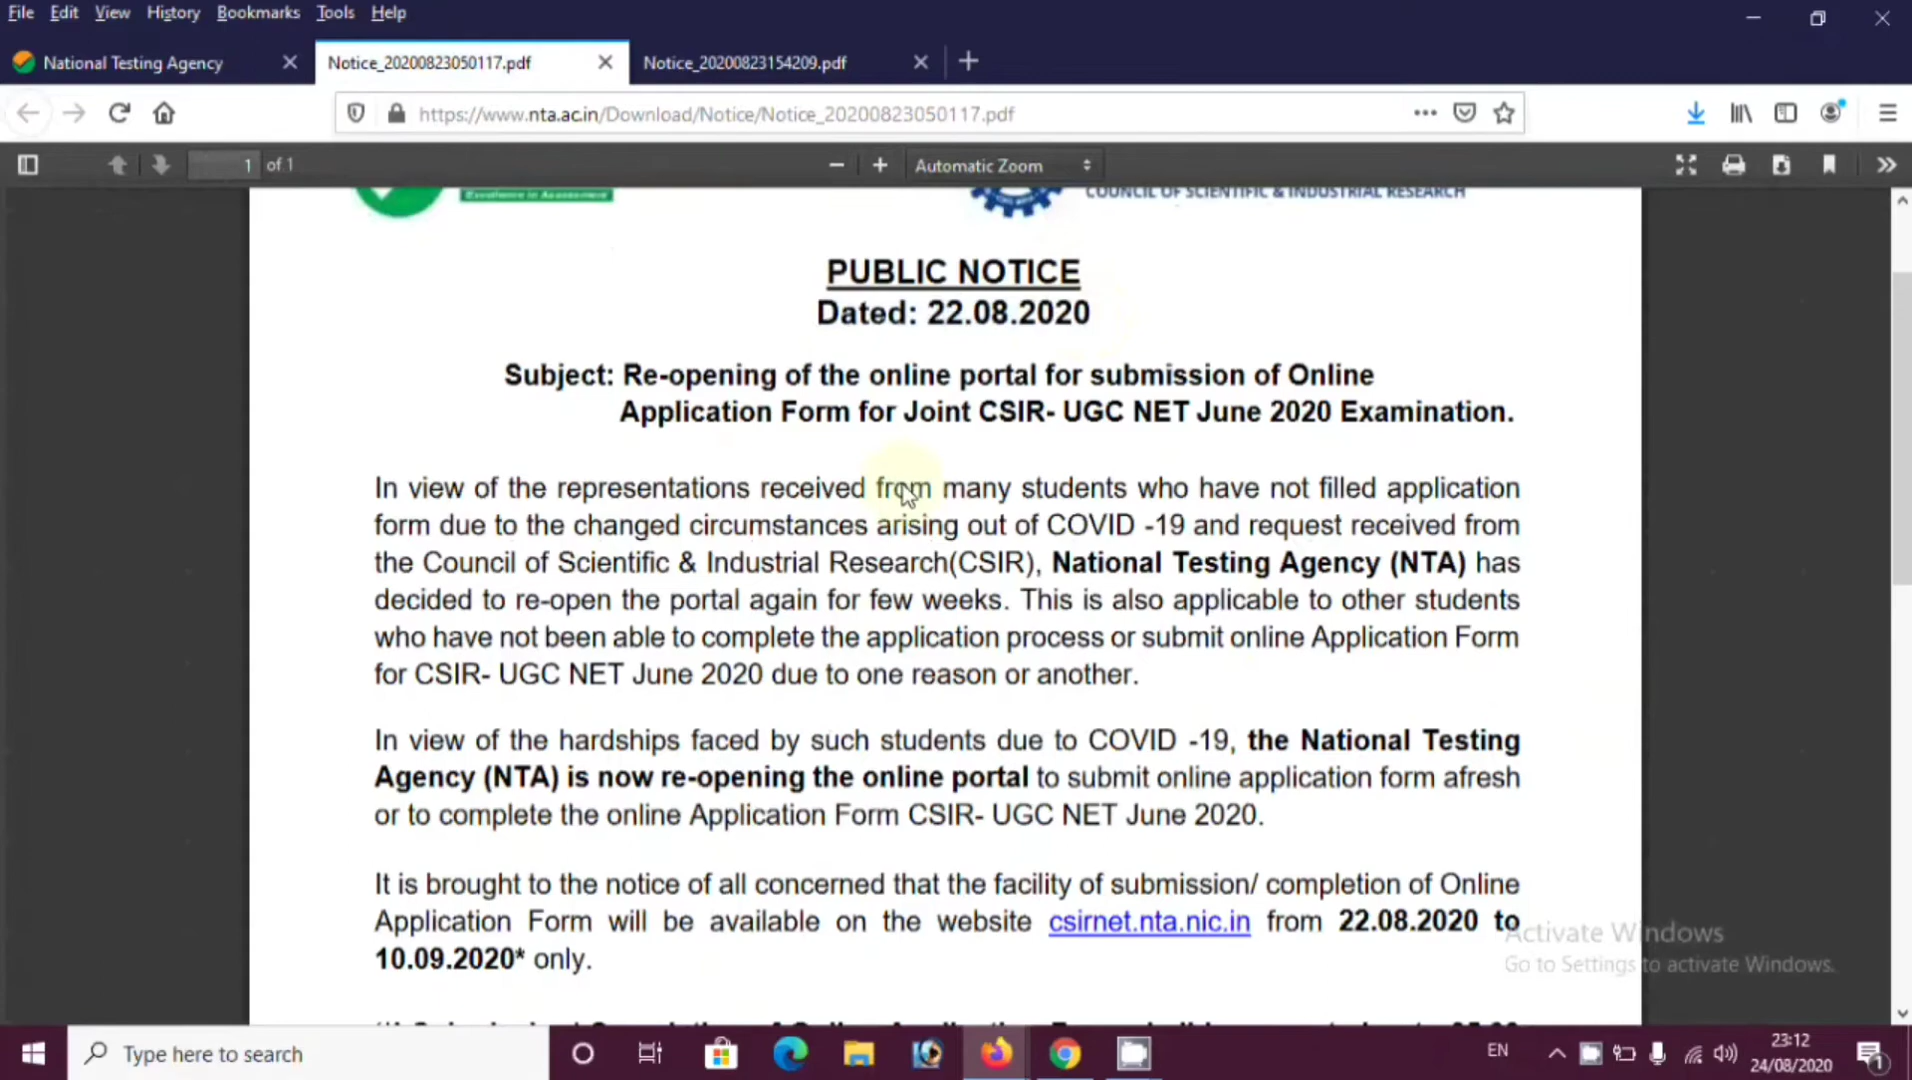 File Edit View History Bookmarks Tools Help
National Testing Agency
Notice_20200823050117.pdf
Notice_20200823154209.pdf
https://www.nta.ac.in/Download/Notice/Notice_20200823050117.pdf
1 of 1
Automatic Zoom
Excellence in Assessment
COUNCIL OF SCIENTIFIC & INDUSTRIAL RESEARCH
PUBLIC NOTICE
Dated: 22.08.2020
Subject: Re-opening of the online portal for submission of Online
Application Form for Joint CSIR- UGC NET June 2020 Examination.
In view of the representations received from many students who have not filled application
form due to the changed circumstances arising out of COVID -19 and request received from
the Council of Scientific & Industrial Research(CSIR), National Testing Agency (NTA) has
decided to re-open the portal again for few weeks. This is also applicable to other students
who have not been able to complete the application process or submit online Application Form
for CSIR- UGC NET June 2020 due to one reason or another.
In view of the hardships faced by such students due to COVID -19, the National Testing
Agency (NTA) is now re-opening the online portal to submit online application form afresh
or to complete the online Application Form CSIR- UGC NET June 2020.
It is brought to the notice of all concerned that the facility of submission/ completion of Online
Application Form will be available on the website csirnet.nta.nic.in from 22.08.2020 to
10.09.2020* only.
Activate Windows
Go to Settings to activate Windows.
Type here to search
EN
23:12
24/08/2020
1